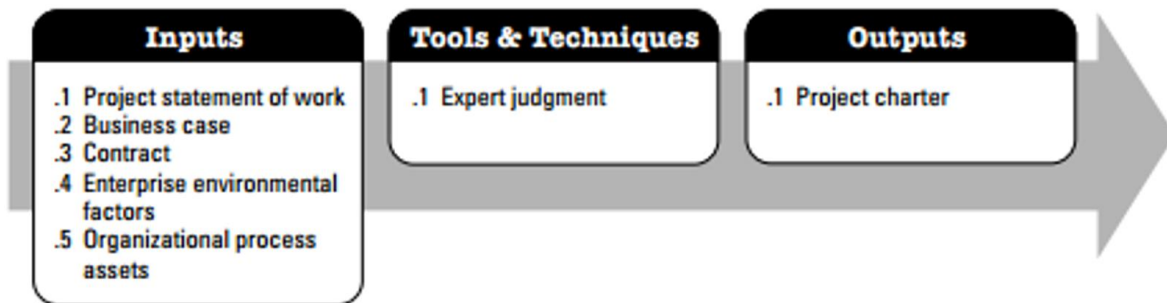 Inputs
.1 Project statement of work
.2 Business case
.3 Contract
.4 Enterprise environmental
factors
.5 Organizational process
assets
Tools & Techniques
.1 Expert judgment
Outputs
.1 Project charter